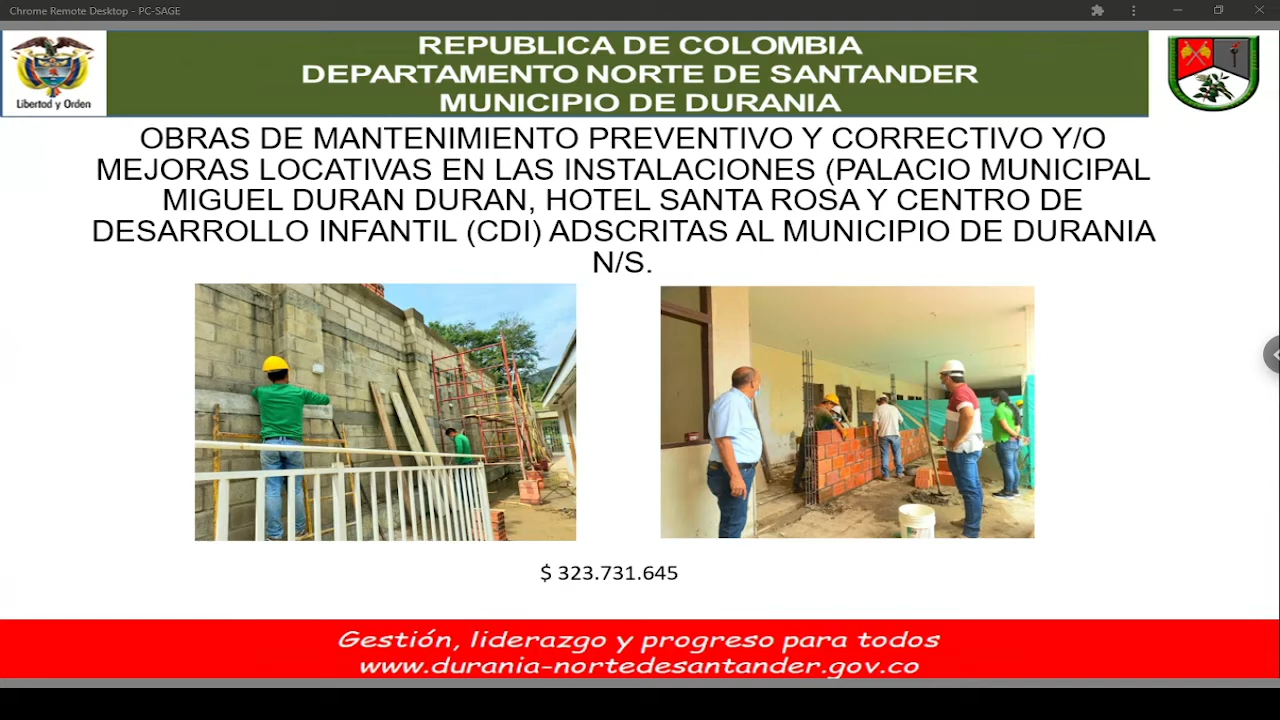 Chrome Remote Desktop - PC-SAGE
REPUBLICA DE COLOMBIA
DEPARTAMENTO NORTE DE SANTANDER
MUNICIPIO DE DURANIA
Libertad y Orden
OBRAS DE MANTENIMIENTO PREVENTIVO Y CORRECTIVO Y/O
MEJORAS LOCATIVAS EN LAS INSTALACIONES (PALACIO MUNICIPAL
MIGUEL DURAN DURAN, HOTEL SANTA ROSA Y CENTRO DE
DESARROLLO INFANTIL (CDI) ADSCRITAS AL MUNICIPIO DE DURANIA
N/S.
$ 323.731.645
Gestión, liderazgo y progreso para todos
www.durania-nortedesantander.gov.co